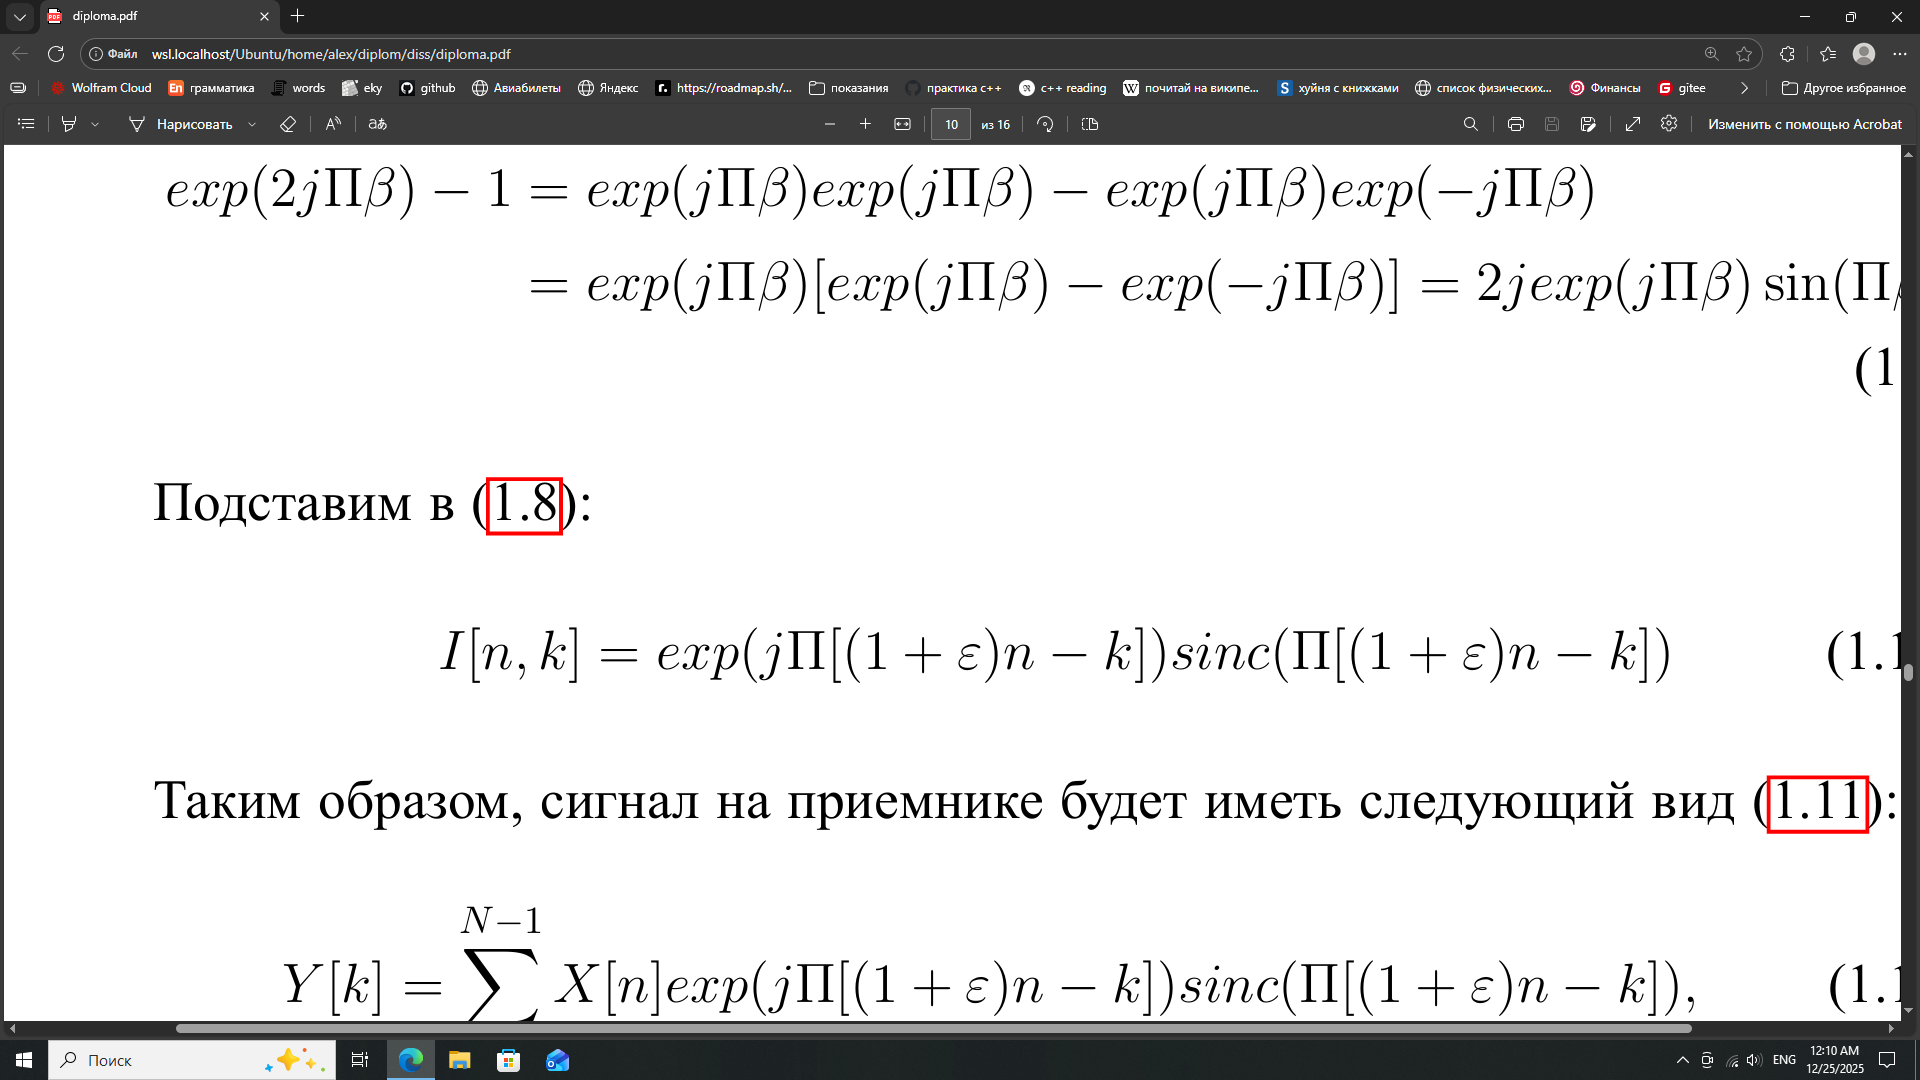 diploma.pdf
Файл wsl.localhost/Ubuntu/home/alex/diplom/diss/diploma.pdf
Wolfram Cloud En грамматика words eky github Авиабилеты Яндекс r. https://roadmap.sh/... показания практика c++ c++ reading W почитай на википе... S хуйня с книжками список физических... Финансы G gitee Другое избранное
Нарисовать aあ 10 из 16 Изменить с помощью Acrobat
exp(2jΠβ) − 1 = exp(jΠβ)exp(jΠβ) − exp(jΠβ)exp(−jΠβ)
= exp(jΠβ)[exp(jΠβ) − exp(−jΠβ)] = 2jexp(jΠβ) sin(Πβ
(1
Подставим в (1.8):
I[n, k] = exp(jΠ[(1 + ε)n − k])sinc(Π[(1 + ε)n − k]) (1.1
Таким образом, сигнал на приемнике будет иметь следующий вид (1.11):
N−1
Y[k] = ∑ X[n]exp(jΠ[(1 + ε)n − k])sinc(Π[(1 + ε)n − k]), (1.1
Поиск ENG 12:10 AM
12/25/2025